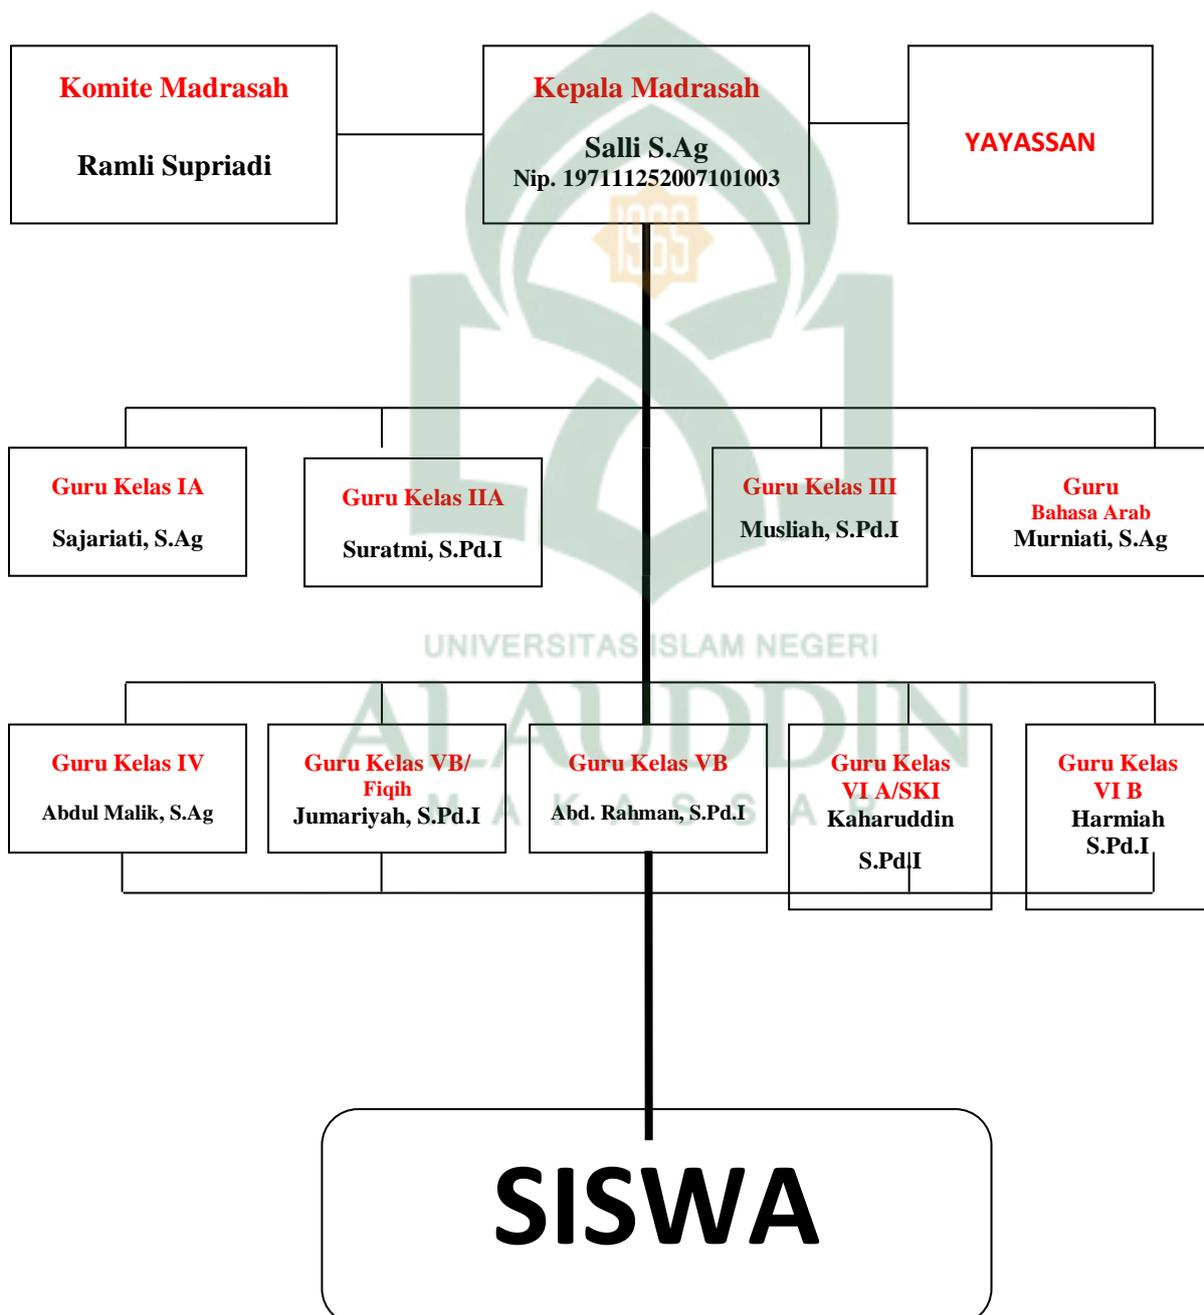 Komite Madrasah
Ramli Supriadi
Kepala Madrasah
Salli S.Ag
Nip. 197111252007101003
YAYASSAN
1965
Guru Kelas IA
Sajariati, S.Ag
Guru Kelas IIA
Suratmi, S.Pd.I
Guru Kelas III
Musliah, S.Pd.I
Guru
Bahasa Arab
Murniati, S.Ag
UNIVERSITAS ISLAM NEGERI
ALAUDDIN
MAKASSAR
Guru Kelas IV
Abdul Malik, S.Ag
Guru Kelas VB/
Fiqih
Jumariyah, S.Pd.I
Guru Kelas VB
Abd. Rahman, S.Pd.I
Guru Kelas
VI A/SKI
Kaharuddin
S.Pd.I
Guru Kelas
VI B
Harmiah
S.Pd.I
SISWA